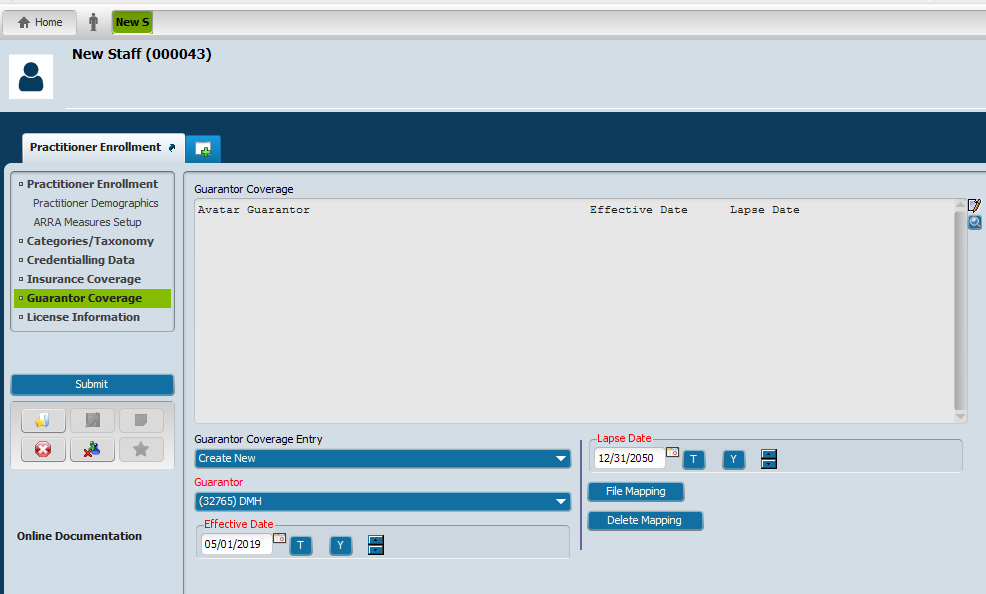 Home
New S
New Staff (000043)
Practitioner Enrollment
Practitioner Enrollment
Practitioner Demographics
ARRA Measures Setup
Categories/Taxonomy
Credentialling Data
Insurance Coverage
Guarantor Coverage
License Information
Submit
Online Documentation
Guarantor Coverage
Avatar Guarantor Effective Date Lapse Date
Guarantor Coverage Entry
Create New
Guarantor
(32765) DMH
Effective Date
05/01/2019 T Y
Lapse Date
12/31/2050 T Y
File Mapping
Delete Mapping